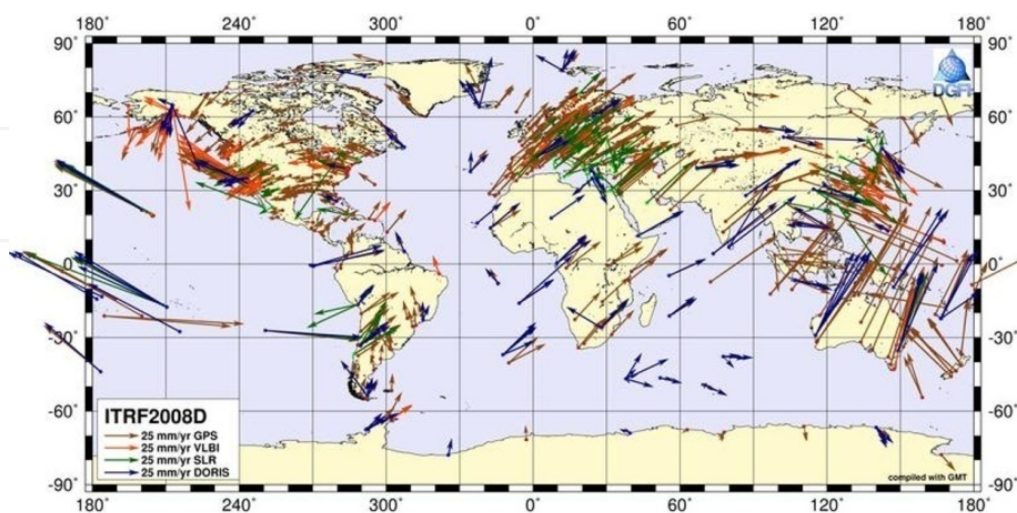 180° 240° 300° 0° 60° 120° 180°
90° 90°
DGFI
60° 60°
30° 30°
0° 0°
-30° -30°
-60° -60°
ITRF2008D
25 mm/yr GPS
25 mm/yr VLBI
25 mm/yr SLR
25 mm/yr DORIS
compiled with GMT
-90° -90°
180° 240° 300° 0° 60° 120° 180°